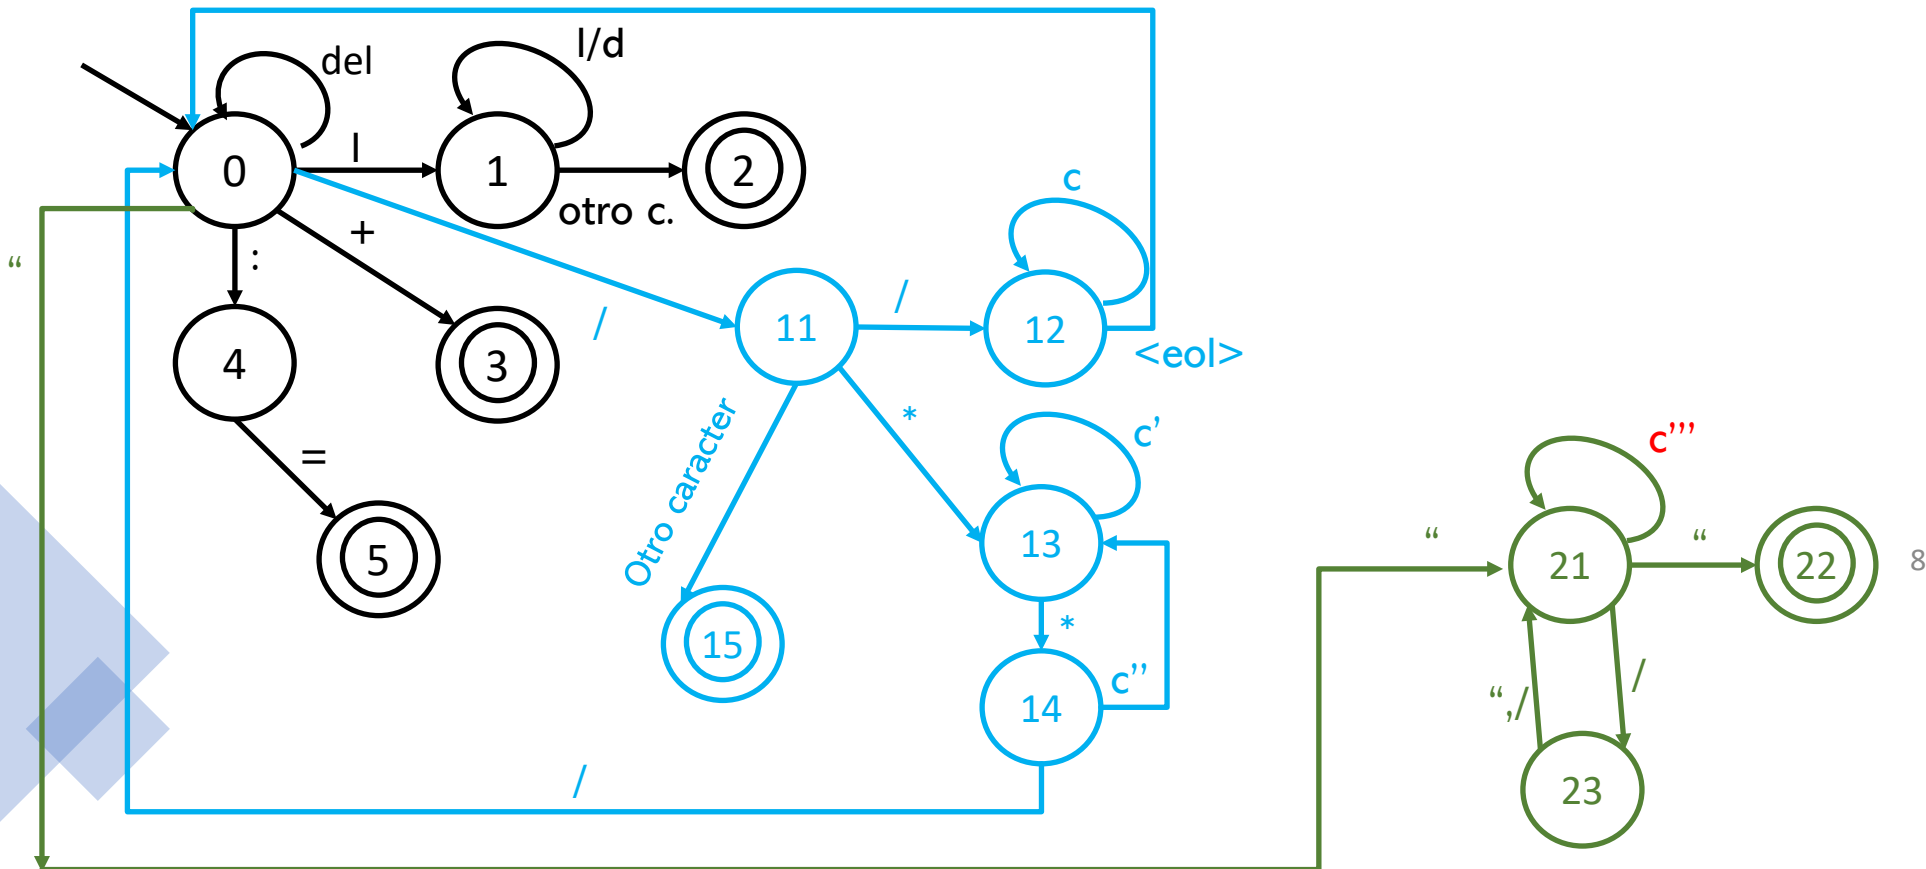 del
l/d
0
l
1
2
otro c.
c
“
:
+
/
11
/
12
<eol>
4
3
*
c’
c’’’
=
Otro caracter
5
13
“
21
“
22
8
*
15
14
c’’
“,/
/
/
23